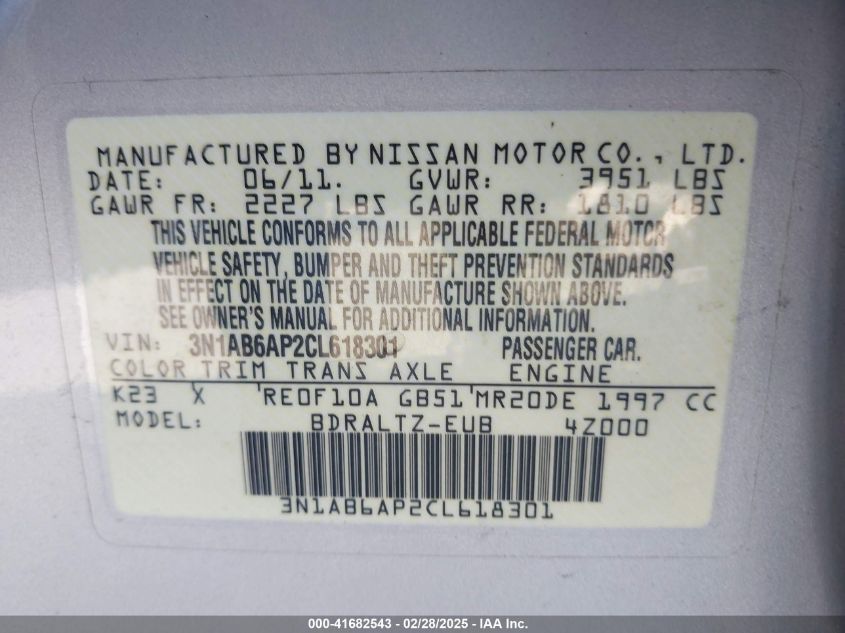 MANUFACTURED BY NISSAN MOTOR CO., LTD.
DATE: 06/11. GVWR: 3951 LBS
GAWR FR: 2227 LBS GAWR RR: 1810 LBS
THIS VEHICLE CONFORMS TO ALL APPLICABLE FEDERAL MOTOR
VEHICLE SAFETY, BUMPER AND THEFT PREVENTION STANDARDS
IN EFFECT ON THE DATE OF MANUFACTURE SHOWN ABOVE.
SEE OWNER'S MANUAL FOR ADDITIONAL INFORMATION.
VIN: 3N1AB6AP2CL618301 PASSENGER CAR.
COLOR TRIM TRANS AXLE ENGINE
K23 X RE0F10A GB51 MR20DE 1997 CC
MODEL: BDRALTZ-EUB 4Z000
3N1AB6AP2CL618301
000-41682543 - 02/28/2025 - IAA Inc.